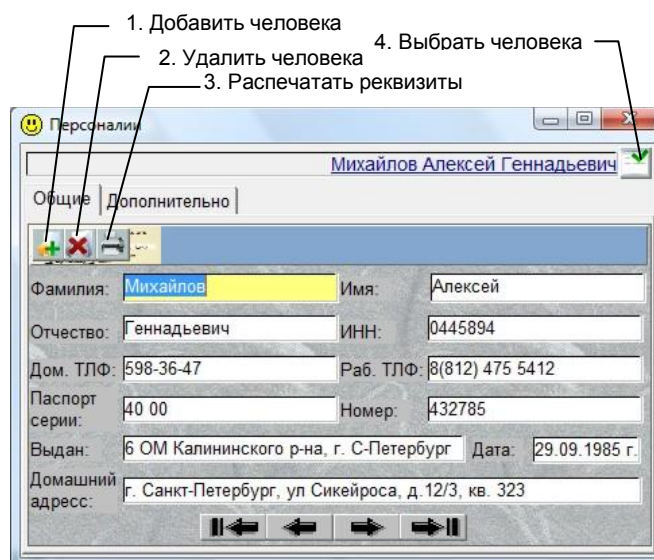 1. Добавить человека
4. Выбрать человека
2. Удалить человека
3. Распечатать реквизиты
Персоналии
Михайлов Алексей Геннадьевич
Общие Дополнительно
Фамилия: Михайлов Имя: Алексей
Отчество: Геннадьевич ИНН: 0445894
Дом. ТЛФ: 598-36-47 Раб. ТЛФ: 8(812) 475 5412
Паспорт серии: 40 00 Номер: 432785
Выдан: 6 ОМ Калининского р-на, г. С-Петербург Дата: 29.09.1985 г.
Домашний адресс: г. Санкт-Петербург, ул Сикейроса, д.12/3, кв. 323